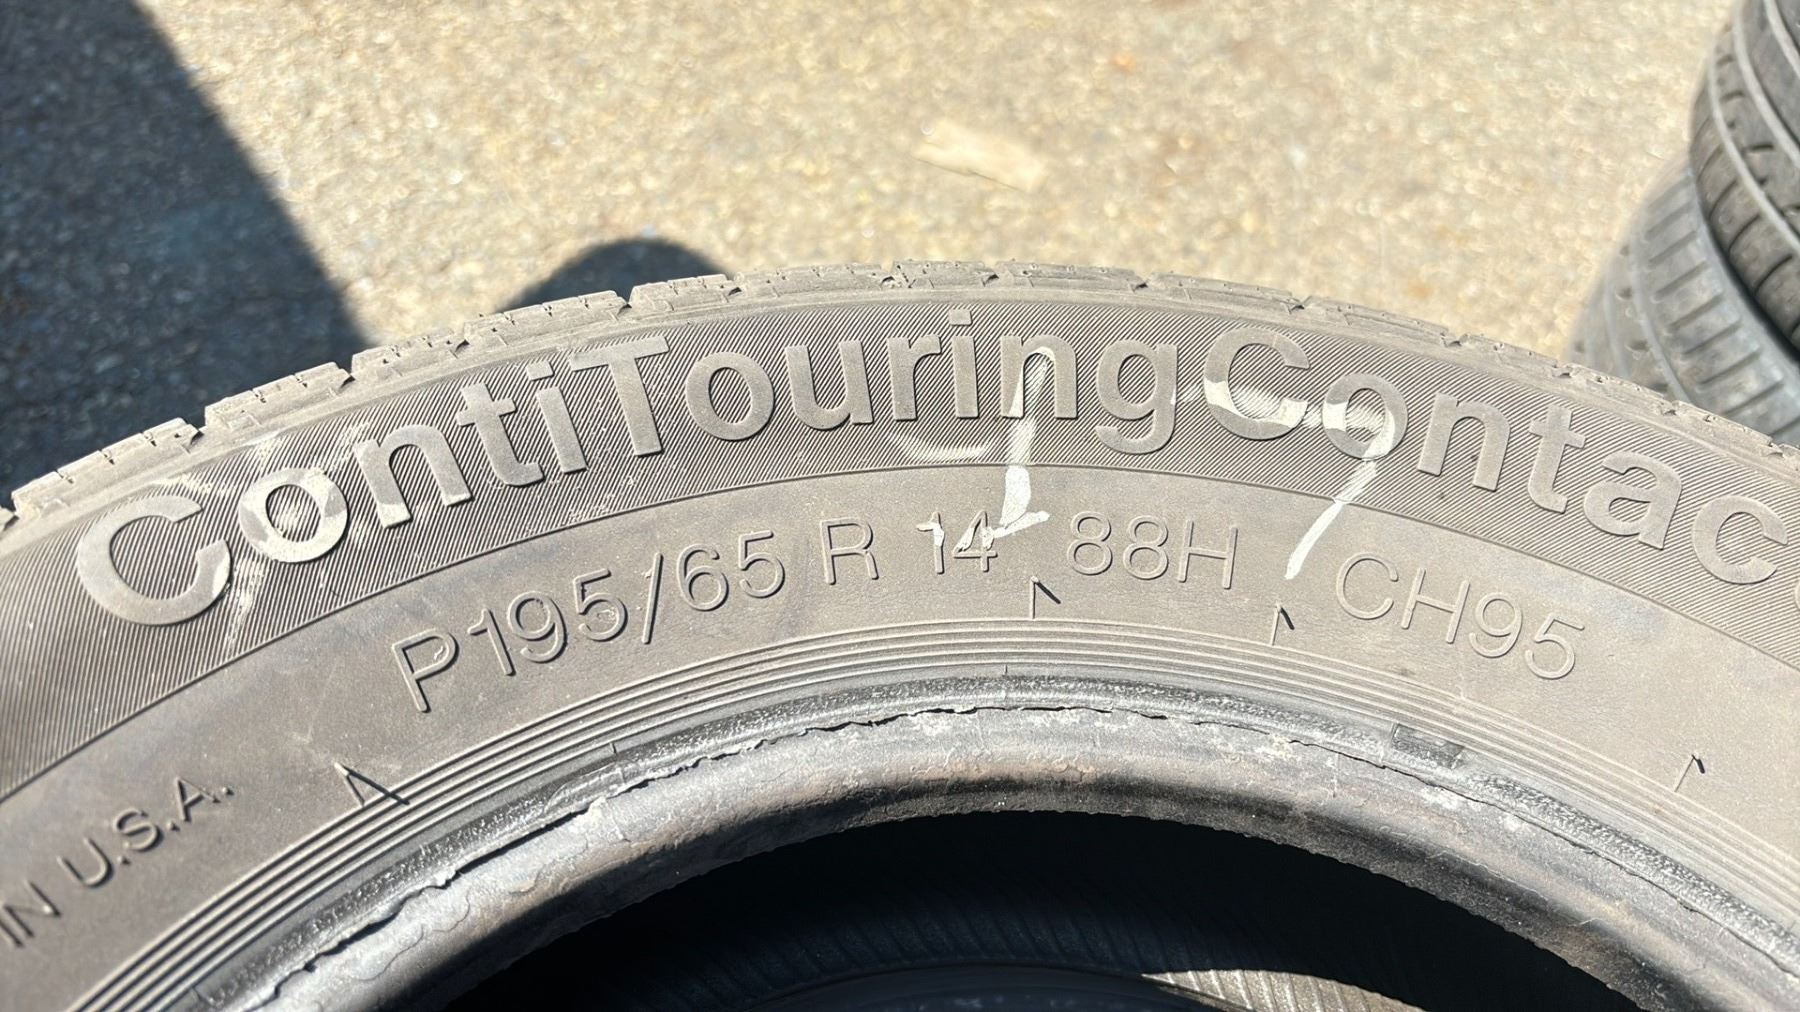 ContiTouringContac
P195/65 R 14 88H CH95
IN U.S.A.